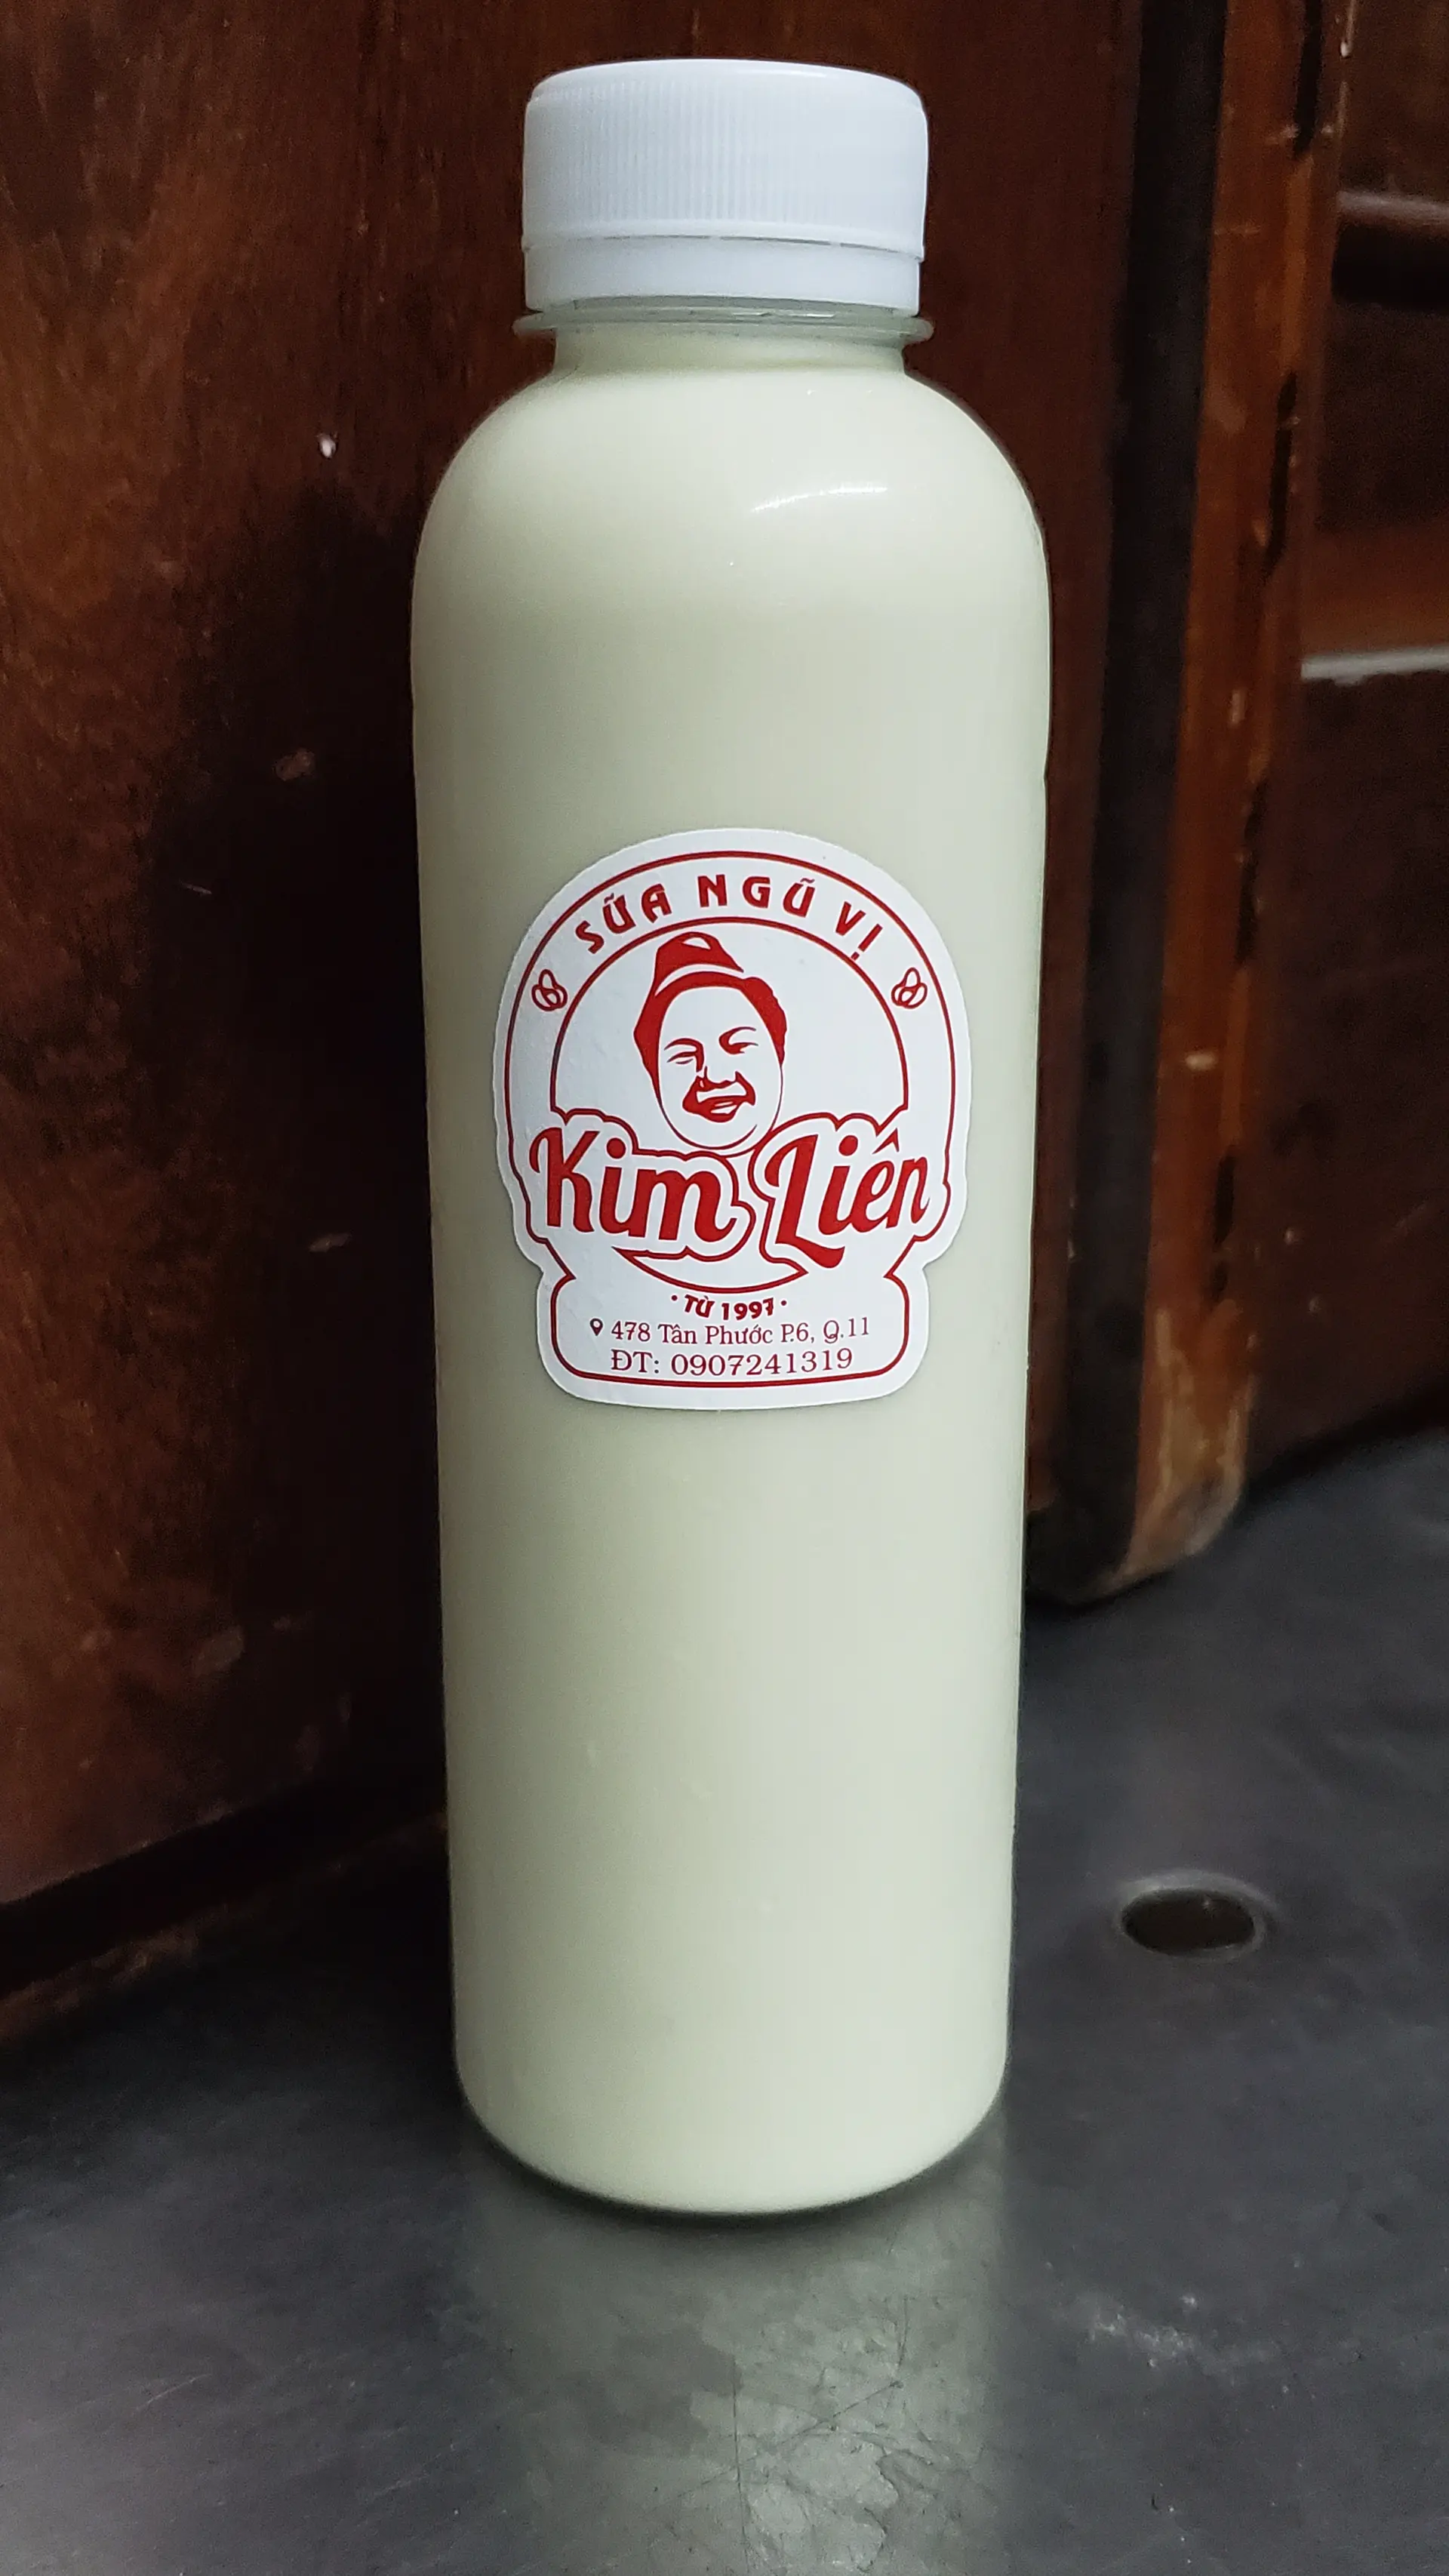 SỮA NGŨ VỊ
Kim Liên
• TỪ 1997 •
478 Tân Phước P.6, Q.11
ĐT: 0907241319